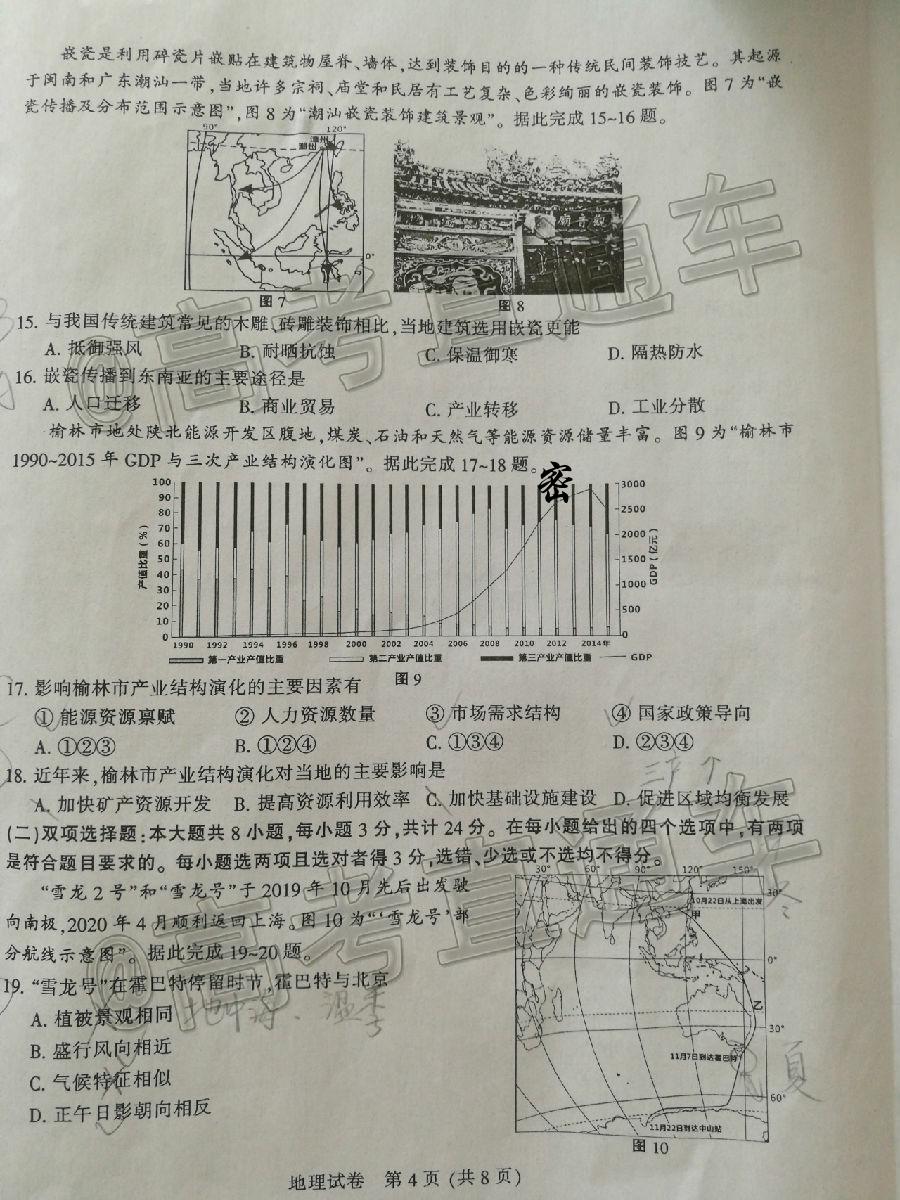 嵌瓷是利用碎瓷片嵌贴在建筑物屋脊、墙体,达到装饰目的的一种传统民间装饰技艺。其起源
于闽南和广东潮汕一带,当地许多宗祠、庙堂和民居有工艺复杂、色彩绚丽的嵌瓷装饰。图7为“嵌
瓷传播及分布范围示意图”,图8为“潮汕嵌瓷装饰建筑景观”。据此完成15~16题。
90° 120°
漳州
潮州
0°
图7 图8
15. 与我国传统建筑常见的木雕、砖雕装饰相比,当地建筑选用嵌瓷更能
A. 抵御强风 B. 耐晒抗蚀 C. 保温御寒 D. 隔热防水
16. 嵌瓷传播到东南亚的主要途径是
A. 人口迁移 B. 商业贸易 C. 产业转移 D. 工业分散
榆林市地处陕北能源开发区腹地,煤炭、石油和天然气等能源资源储量丰富。图9为“榆林市
1990~2015年GDP与三次产业结构演化图”。据此完成17~18题。
密
产值比重(%)
100
90
80
70
60
50
40
30
20
10
0
3000
2500
2000
1500
1000
500
0
GDP(亿元)
1990 1992 1994 1996 1998 2000 2002 2004 2006 2008 2010 2012 2014年
第一产业产值比重 第二产业产值比重 第三产业产值比重 GDP
图9
17. 影响榆林市产业结构演化的主要因素有
①能源资源禀赋 ②人力资源数量 ③市场需求结构 ④国家政策导向
A. ①②③ B. ①②④ C. ①③④ D. ②③④
18. 近年来,榆林市产业结构演化对当地的主要影响是
A. 加快矿产资源开发 B. 提高资源利用效率 C. 加快基础设施建设 D. 促进区域均衡发展
(二)双项选择题:本大题共8小题,每小题3分,共计24分。在每小题给出的四个选项中,有两项
是符合题目要求的。每小题选两项且选对者得3分,选错、少选或不选均不得分。
“雪龙2号”和“雪龙号”于2019年10月先后出发驶
向南极,2020年4月顺利返回上海。图10为“‘雪龙号’部
分航线示意图”。据此完成19~20题。
30° 60° 90° 120° 150°
30°
10月22日从上海出发
甲
0°
乙
30°
11月7日到达霍巴特
60°
11月22日到达中山站
图10
冬
夏
19. “雪龙号”在霍巴特停留时节,霍巴特与北京
A. 植被景观相同
B. 盛行风向相近
C. 气候特征相似
D. 正午日影朝向相反
地理试卷 第4页(共8页)
@高考直通车
@高考直通车